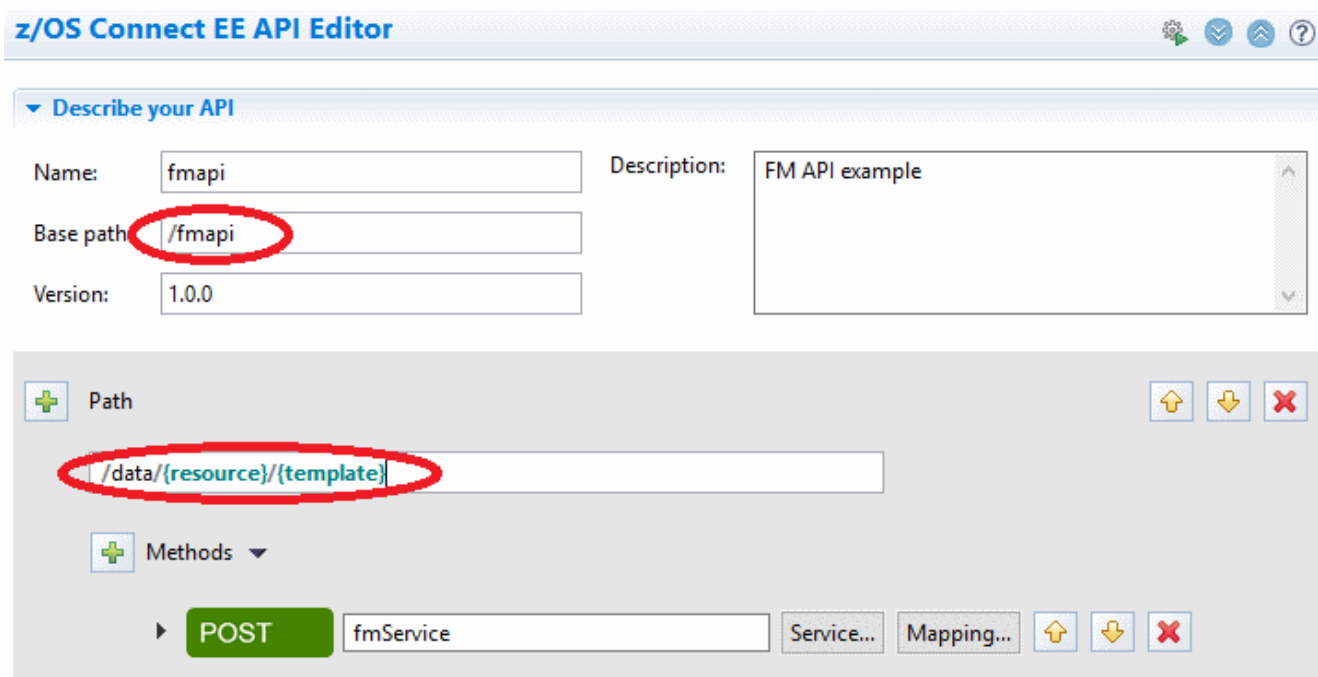 z/OS Connect EE API Editor
Describe your API
Name: fmapi
Description: FM API example
Base path /fmapi
Version: 1.0.0
Path
/data/{resource}/{template}
Methods
POST fmService Service... Mapping...